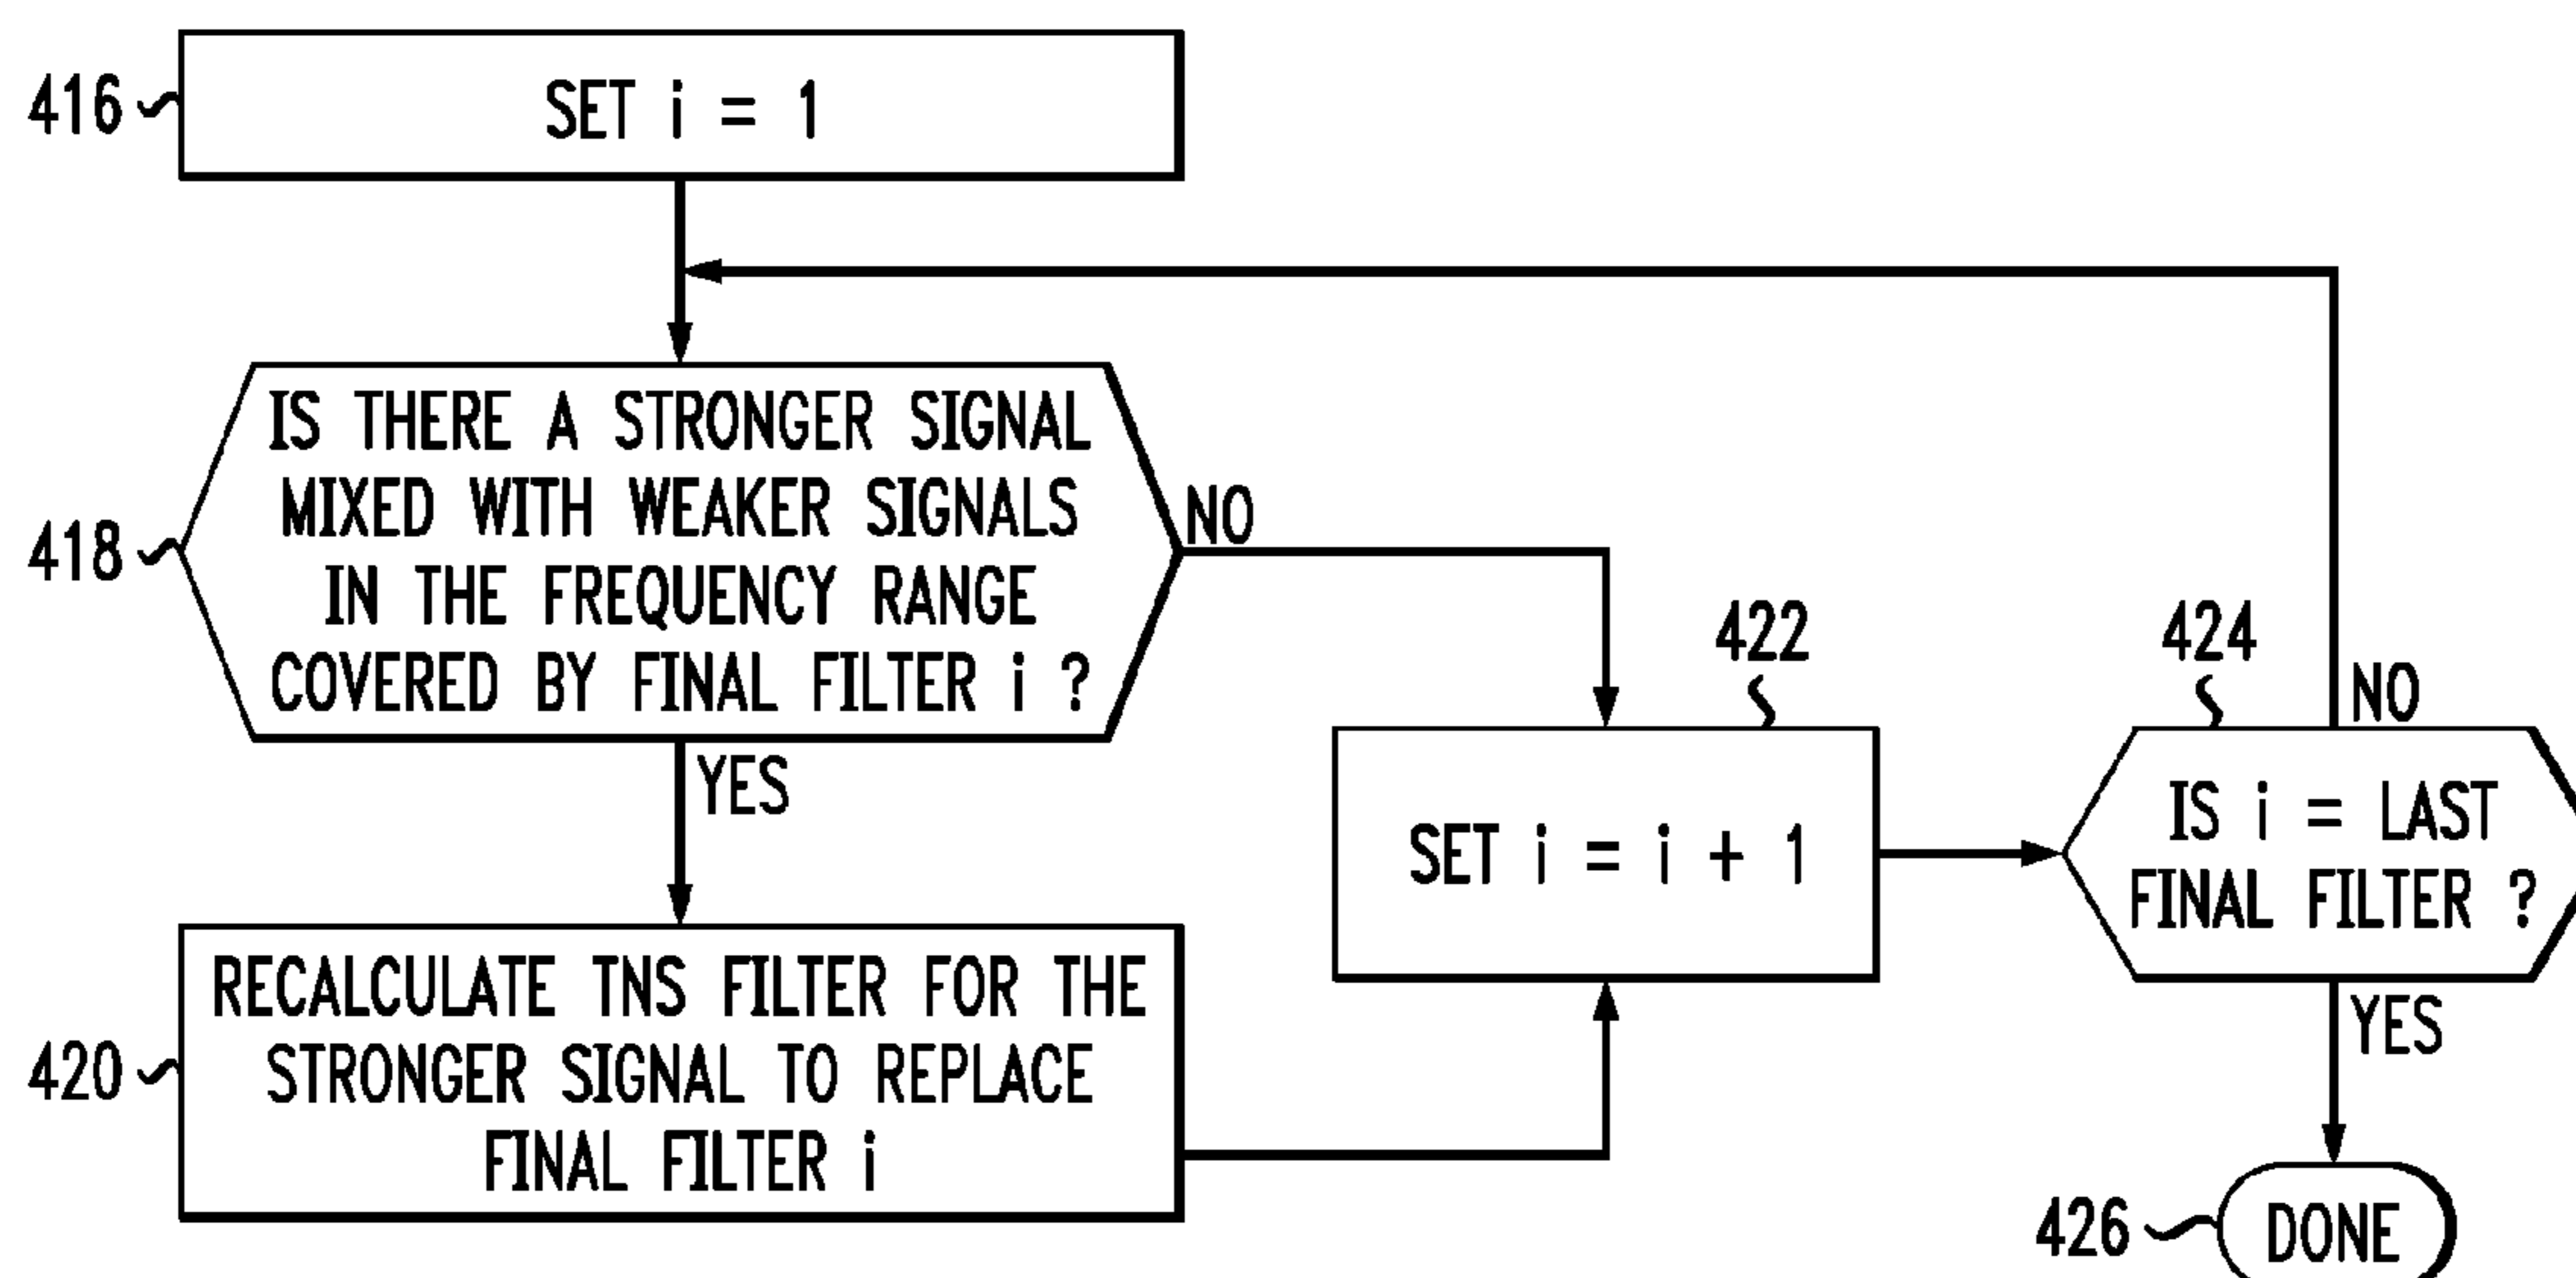 416
SET i = 1
418
IS THERE A STRONGER SIGNAL
MIXED WITH WEAKER SIGNALS
IN THE FREQUENCY RANGE
COVERED BY FINAL FILTER i ?
NO
YES
420
RECALCULATE TNS FILTER FOR THE
STRONGER SIGNAL TO REPLACE
FINAL FILTER i
422
SET i = i + 1
424
IS i = LAST
FINAL FILTER ?
NO
YES
426
DONE